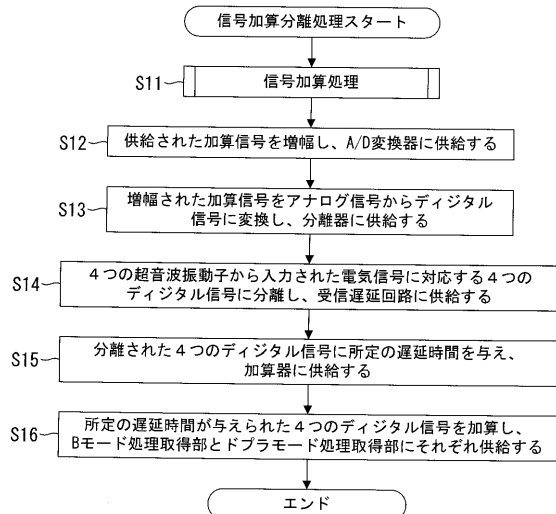 信号加算分離処理スタート
S11
信号加算処理
S12
供給された加算信号を増幅し、A/D変換器に供給する
S13
増幅された加算信号をアナログ信号からディジタル
信号に変換し、分離器に供給する
S14
4つの超音波振動子から入力された電気信号に対応する4つの
ディジタル信号に分離し、受信遅延回路に供給する
S15
分離された4つのディジタル信号に所定の遅延時間を与え、
加算器に供給する
S16
所定の遅延時間が与えられた4つのディジタル信号を加算し、
Bモード処理取得部とドプラモード処理取得部にそれぞれ供給する
エンド